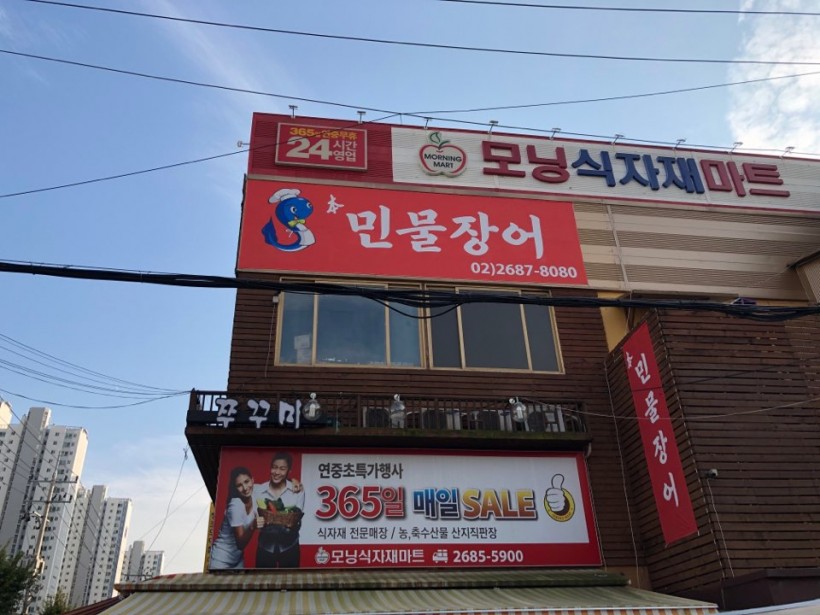 365일 연중무휴
24시간영업
MORNING
MART
모닝식자재마트
本 민물장어
02)2687-8080
本 민물장어
쭈꾸미
연중초특가행사
365일 매일 SALE
식자재 전문매장 / 농,축수산물 산지직판장
모닝식자재마트 2685-5900